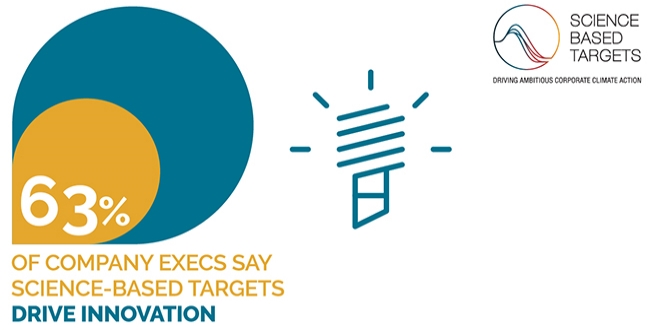 SCIENCE
BASED
TARGETS
DRIVING AMBITIOUS CORPORATE CLIMATE ACTION
63%
OF COMPANY EXECS SAY
SCIENCE-BASED TARGETS
DRIVE INNOVATION